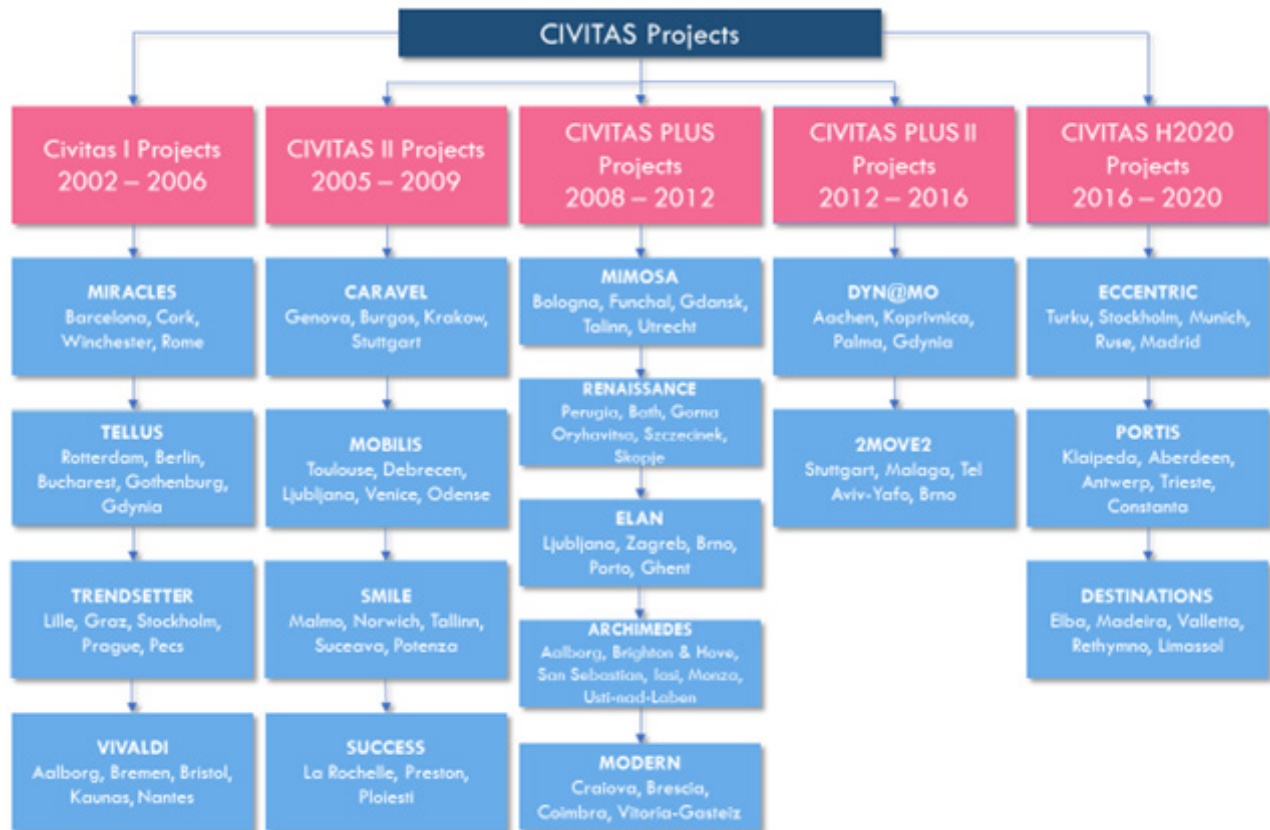 CIVITAS Projects
Civitas I Projects
2002 – 2006
CIVITAS II Projects
2005 – 2009
CIVITAS PLUS
Projects
2008 – 2012
CIVITAS PLUS II
Projects
2012 – 2016
CIVITAS H2020
Projects
2016 – 2020
MIRACLES
Barcelona, Cork,
Winchester, Rome
TELLUS
Rotterdam, Berlin,
Bucharest, Gothenburg,
Gdynia
TRENDSETTER
Lille, Graz, Stockholm,
Prague, Pecs
VIVALDI
Aalborg, Bremen, Bristol,
Kaunas, Nantes
CARAVEL
Genova, Burgos, Krakow,
Stuttgart
MOBILIS
Toulouse, Debrecen,
Ljubljana, Venice, Odense
SMILE
Malmo, Norwich, Tallinn,
Suceava, Potenza
SUCCESS
La Rochelle, Preston,
Ploiesti
MIMOSA
Bologna, Funchal, Gdansk,
Talinn, Utrecht
RENAISSANCE
Perugia, Bath, Gorna
Oryhavitsa, Szczecinek,
Skopje
ELAN
Ljubljana, Zagreb, Brno,
Porto, Ghent
ARCHIMEDES
Aalborg, Brighton & Hove,
San Sebastian, Iasi, Monza,
Usti-nad-Laben
MODERN
Craiova, Brescia,
Coimbra, Vitoria-Gasteiz
DYN@MO
Aachen, Koprivnica,
Palma, Gdynia
2MOVE2
Stuttgart, Malaga, Tel
Aviv-Yafo, Brno
ECCENTRIC
Turku, Stockholm, Munich,
Ruse, Madrid
PORTIS
Klaipeda, Aberdeen,
Antwerp, Trieste,
Constanta
DESTINATIONS
Elba, Madeira, Valletta,
Rethymno, Limassol